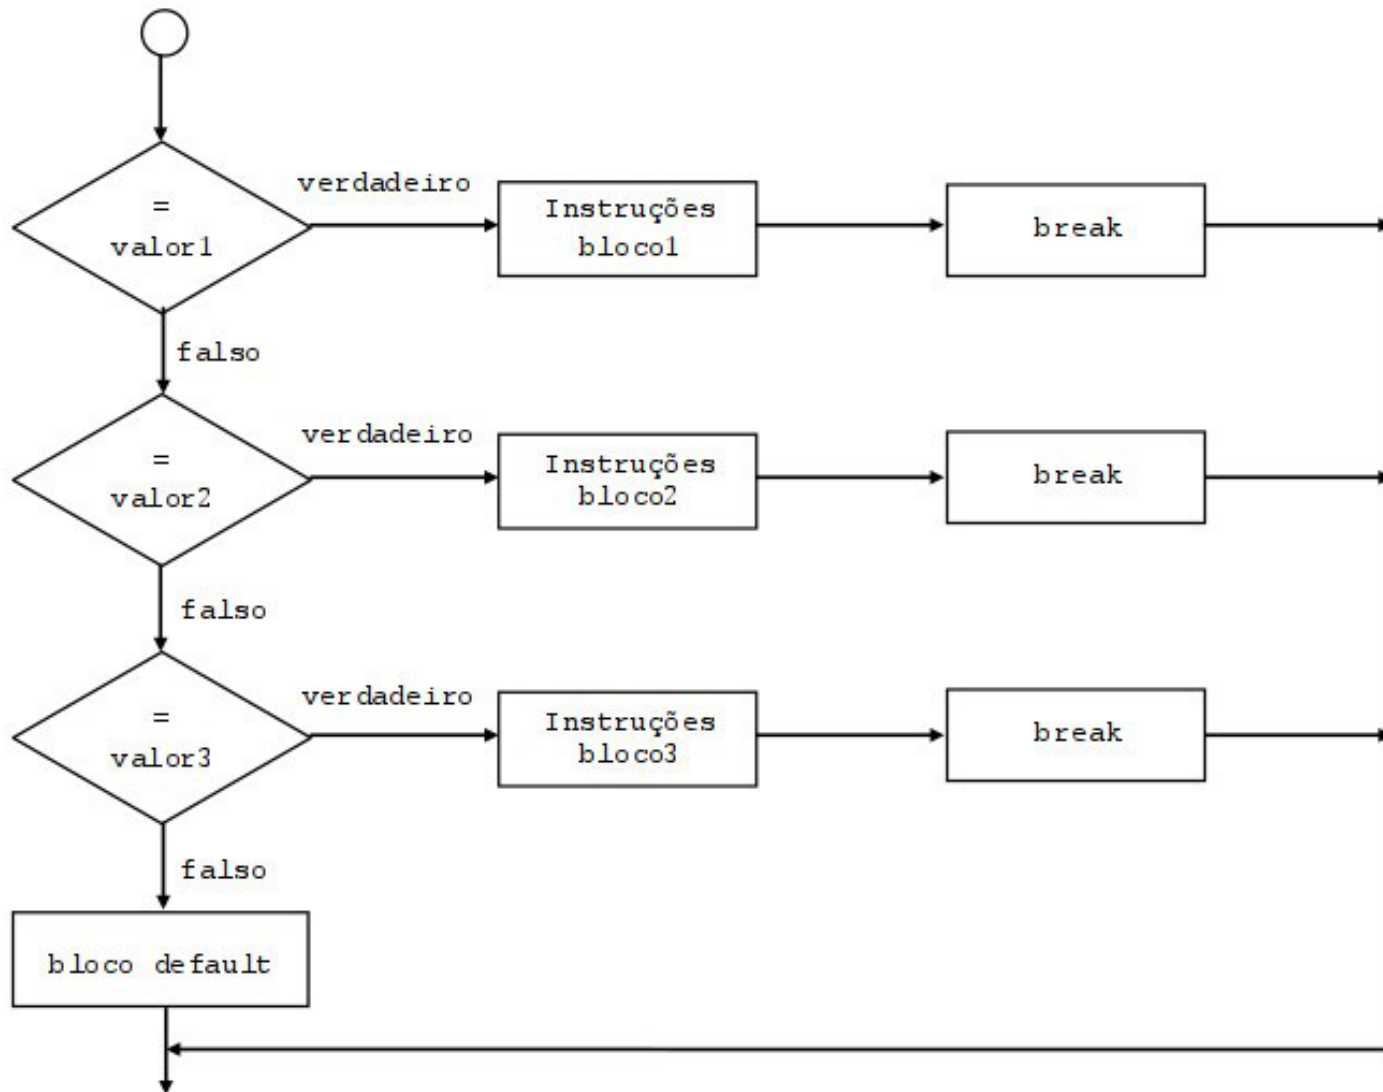 verdadeiro
=
valor1
Instruções
bloco1
break
falso
verdadeiro
=
valor2
Instruções
bloco2
break
falso
verdadeiro
=
valor3
Instruções
bloco3
break
falso
bloco default